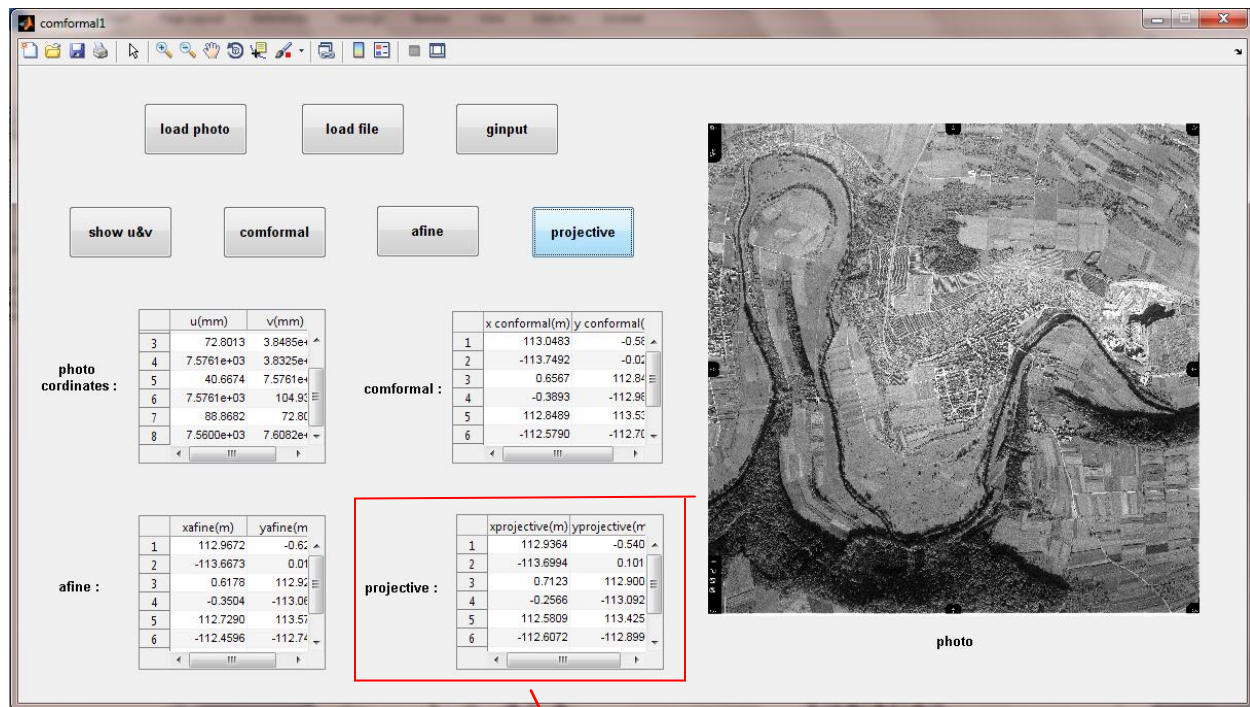 comformal1
load photo
load file
ginput
show u&v
comformal
afine
projective
photo
cordinates :
u(mm) v(mm)
3 72.8013 3.8485e+
4 7.5761e+03 3.8325e+
5 40.6674 7.5761e+
6 7.5761e+03 104.93
7 88.8682 72.80
8 7.5600e+03 7.6082e+
comformal :
x conformal(m) y conformal(
1 113.0483 -0.58
2 -113.7492 -0.02
3 0.6567 112.84
4 -0.3893 -112.98
5 112.8489 113.53
6 -112.5790 -112.70
afine :
xafine(m) yafine(m
1 112.9672 -0.62
2 -113.6673 0.01
3 0.6178 112.92
4 -0.3504 -113.06
5 112.7290 113.57
6 -112.4596 -112.74
projective :
xprojective(m) yprojective(m
1 112.9364 -0.540
2 -113.6994 0.101
3 0.7123 112.900
4 -0.2566 -113.092
5 112.5809 113.425
6 -112.6072 -112.899
photo